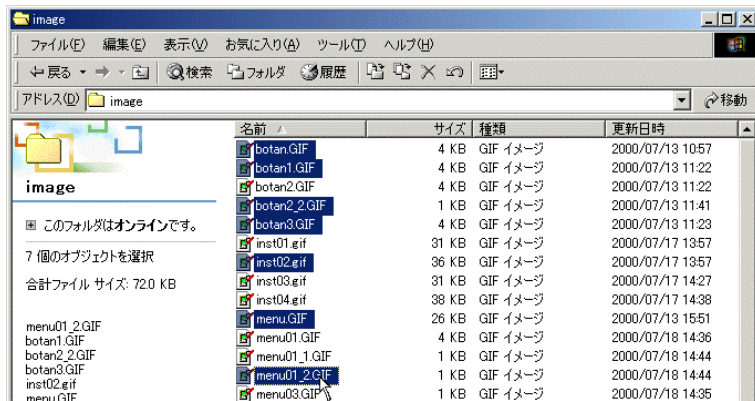 image
ファイル(F) 編集(E) 表示(V) お気に入り(A) ツール(T) ヘルプ(H)
戻る 検索 フォルダ 履歴
アドレス(D) image 移動
名前 サイズ 種類 更新日時
botan.GIF 4 KB GIF イメージ 2000/07/13 10:57
botan1.GIF 4 KB GIF イメージ 2000/07/13 11:22
botan2.GIF 4 KB GIF イメージ 2000/07/13 11:22
botan2_2.GIF 1 KB GIF イメージ 2000/07/13 11:41
botan3.GIF 4 KB GIF イメージ 2000/07/13 11:23
inst01.gif 31 KB GIF イメージ 2000/07/17 13:57
inst02.gif 36 KB GIF イメージ 2000/07/17 13:57
inst03.gif 31 KB GIF イメージ 2000/07/17 14:27
inst04.gif 38 KB GIF イメージ 2000/07/17 14:38
menu.GIF 26 KB GIF イメージ 2000/07/13 15:51
menu01.GIF 4 KB GIF イメージ 2000/07/18 14:36
menu01_1.GIF 1 KB GIF イメージ 2000/07/18 14:44
menu01_2.GIF 1 KB GIF イメージ 2000/07/18 14:44
menu03.GIF 1 KB GIF イメージ 2000/07/18 14:35
image
このフォルダはオンラインです。
7 個のオブジェクトを選択
合計ファイル サイズ: 72.0 KB
menu01_2.GIF
botan1.GIF
botan2_2.GIF
botan3.GIF
inst02.gif
menu.GIF